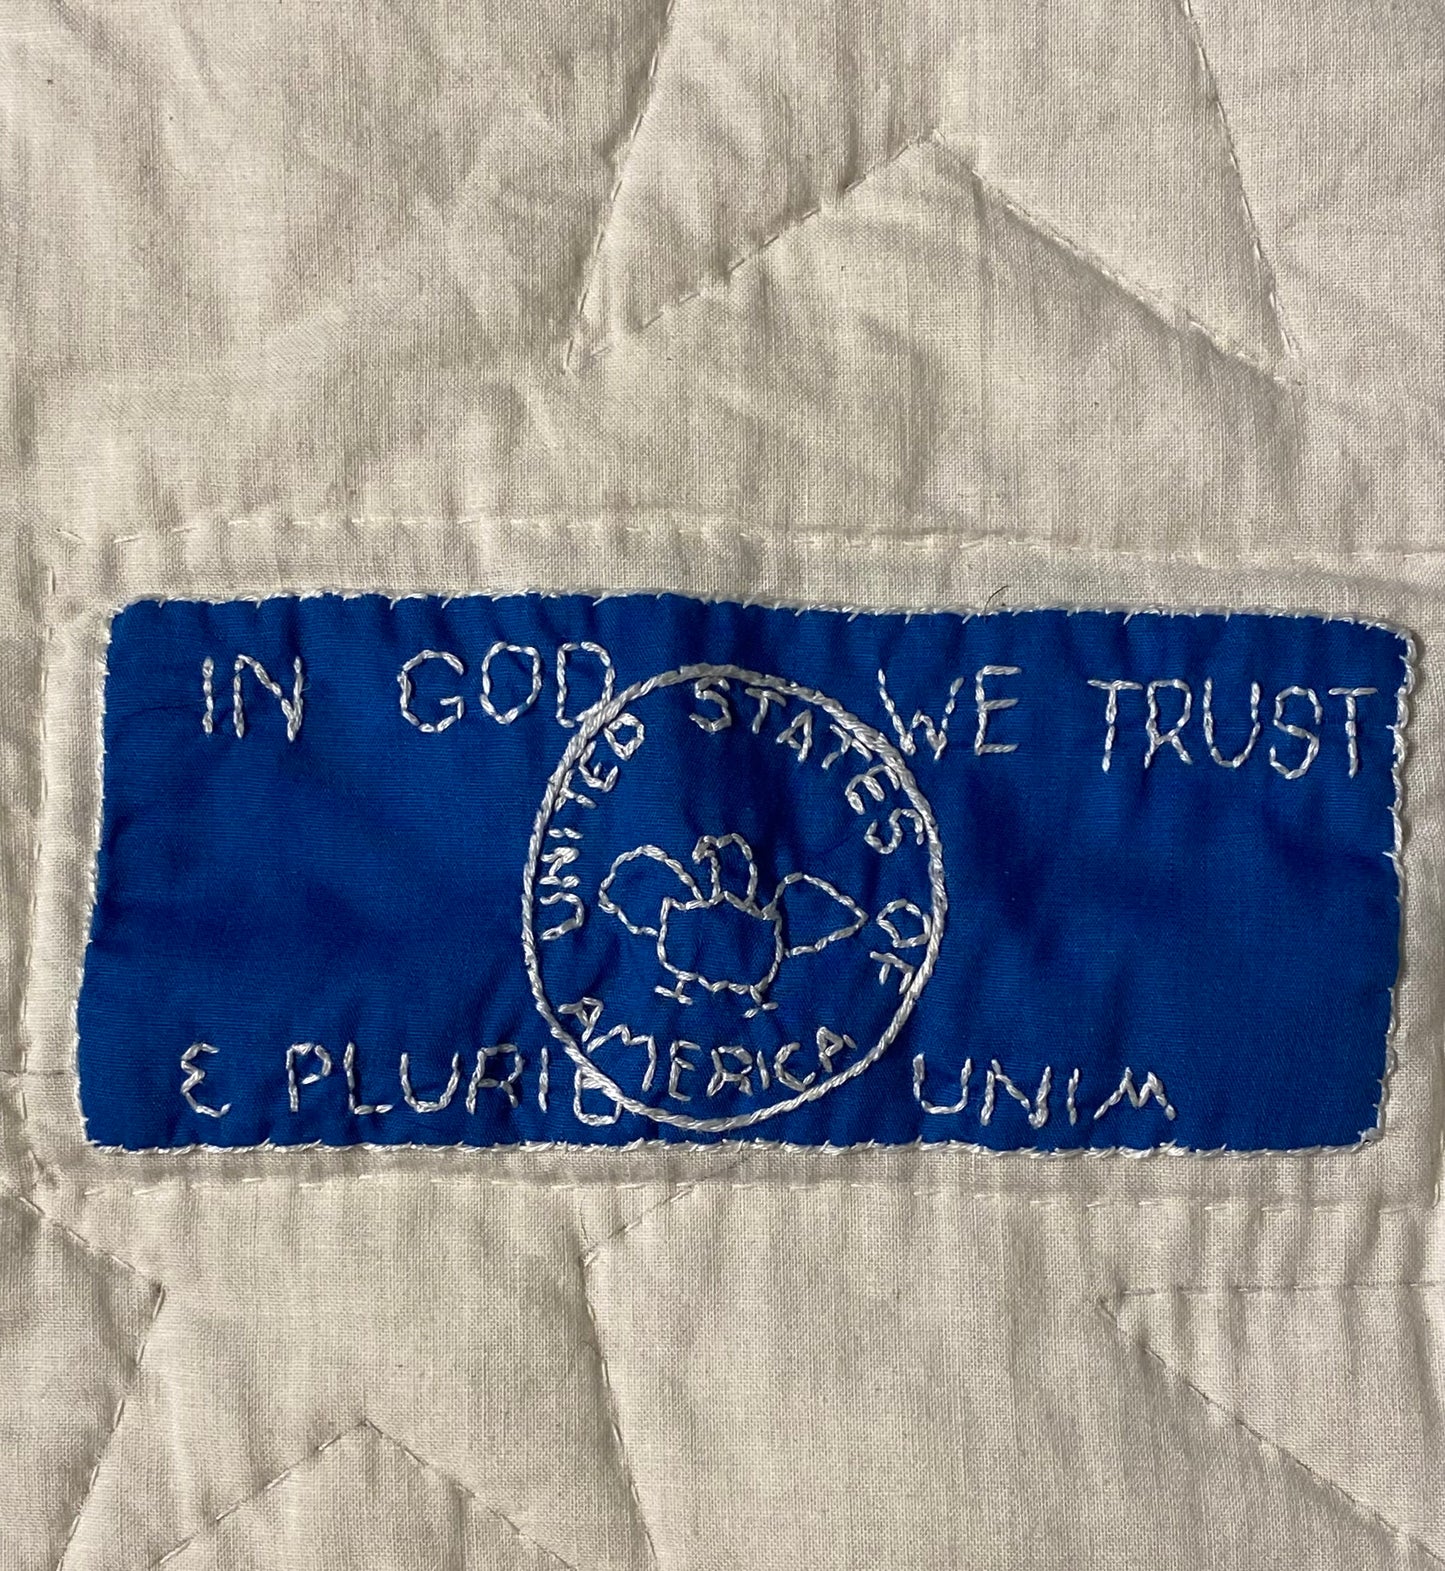 IN GOD WE TRUST
UNITED STATES OF
AMERICA
E PLURIB UNIM